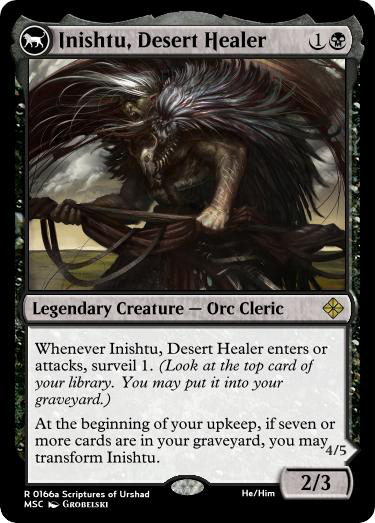 Inishtu, Desert Healer 1
Legendary Creature — Orc Cleric
Whenever Inishtu, Desert Healer enters or
attacks, surveil 1. (Look at the top card of
your library. You may put it into your
graveyard.)
At the beginning of your upkeep, if seven or
more cards are in your graveyard, you may
transform Inishtu.
4/5
2/3
R 0166a Scriptures of Urshad He/Him
MSC Grobelski